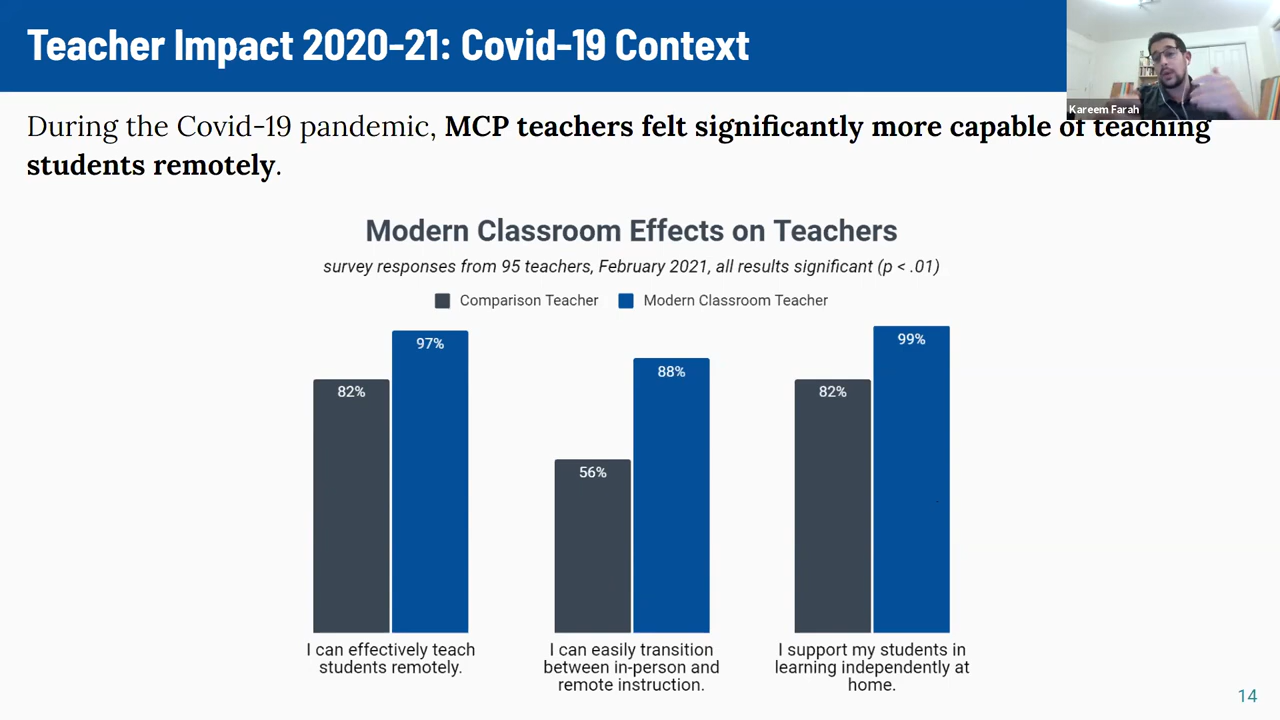 Teacher Impact 2020-21: Covid-19 Context
Kareem Farah
During the Covid-19 pandemic, MCP teachers felt significantly more capable of teaching
students remotely.
Modern Classroom Effects on Teachers
survey responses from 95 teachers, February 2021, all results significant (p < .01)
Comparison Teacher Modern Classroom Teacher
82%
97%
56%
88%
82%
99%
I can effectively teach
students remotely.
I can easily transition
between in-person and
remote instruction.
I support my students in
learning independently at
home.
14